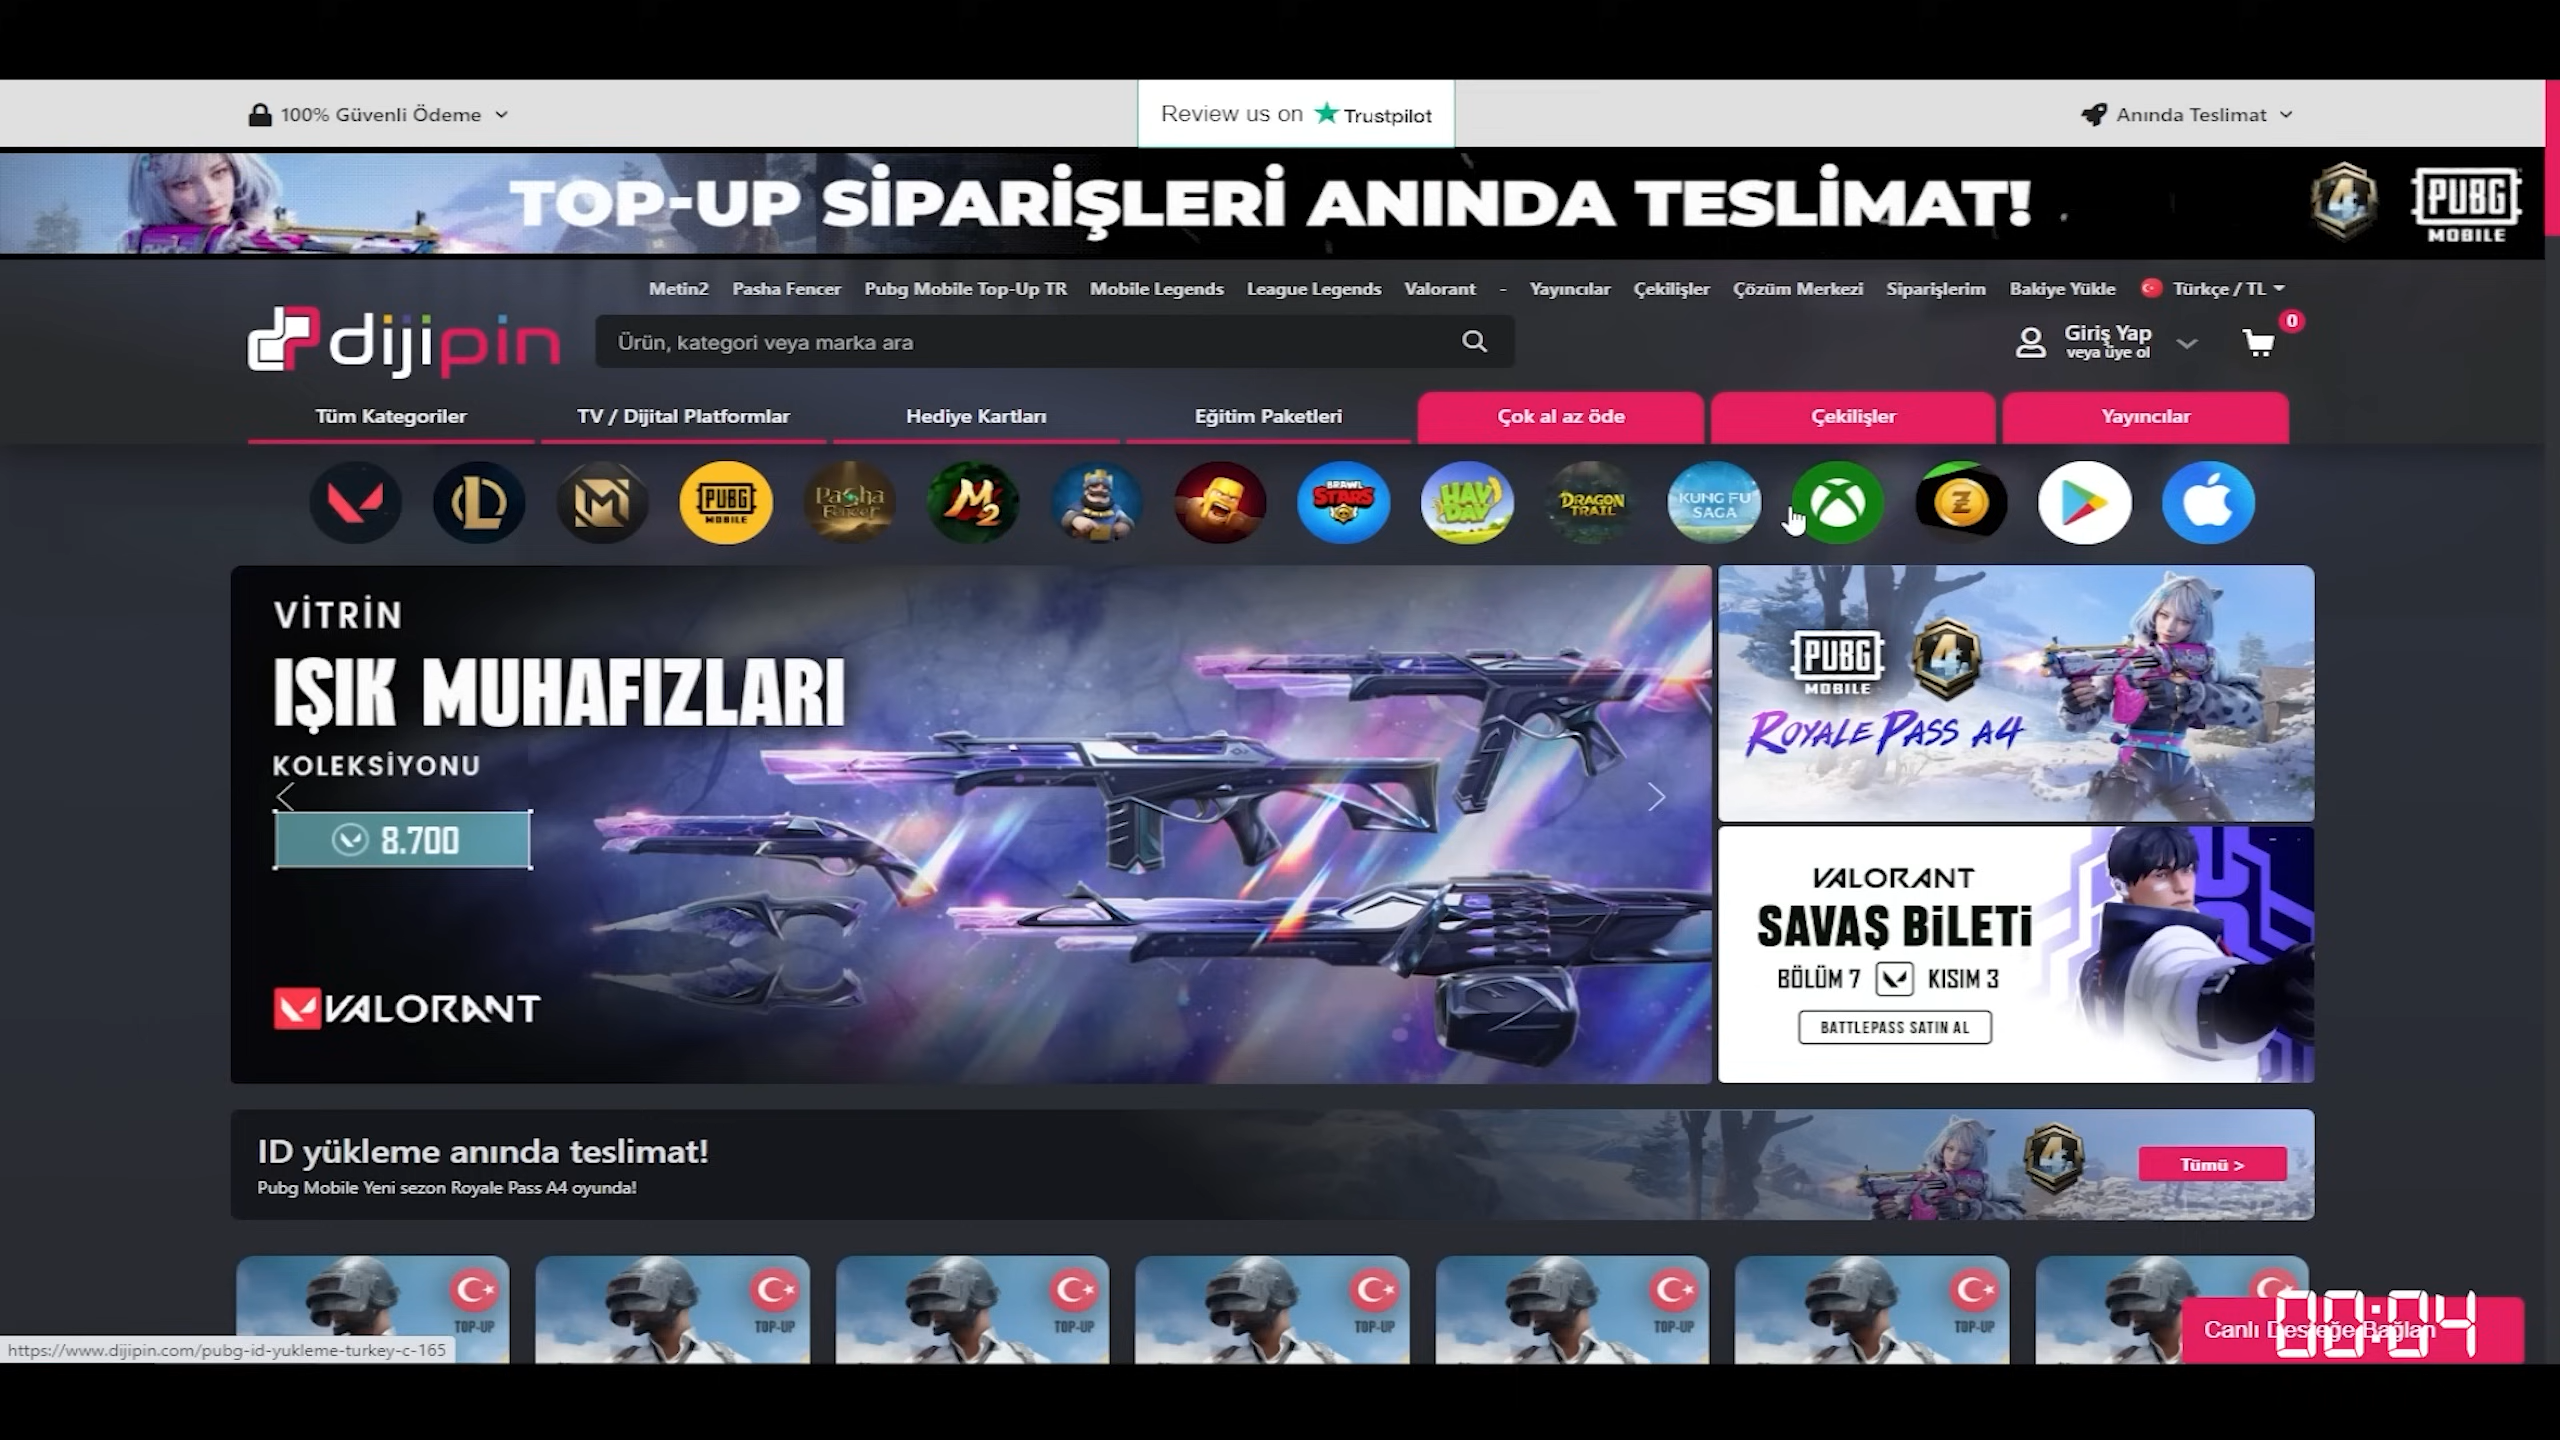 100% Güvenli Ödeme
Review us on Trustpilot
Anında Teslimat
TOP-UP SİPARİŞLERİ ANINDA TESLİMAT!
4
PUBG
MOBILE
Metin2 Pasha Fencer Pubg Mobile Top-Up TR Mobile Legends League Legends Valorant - Yayıncılar Çekilişler Çözüm Merkezi Siparişlerim Bakiye Yükle Türkçe / TL
dijipin
Ürün, kategori veya marka ara
Giriş Yap
veya üye ol
0
Tüm Kategoriler TV / Dijital Platformlar Hediye Kartları Eğitim Paketleri Çok al az öde Çekilişler Yayıncılar
PUBG
MOBILE
Pasha
Fencer
M2
BRAWL
STARS
HAY
DAY
DRAGON
TRAIL
KUNG FU
SAGA
VİTRİN
IŞIK MUHAFIZLARI
KOLEKSİYONU
8.700
VALORANT
PUBG
MOBILE
4
ROYALE PASS A4
VALORANT
SAVAŞ BİLETİ
BÖLÜM 7 KISIM 3
BATTLEPASS SATIN AL
ID yükleme anında teslimat!
Pubg Mobile Yeni sezon Royale Pass A4 oyunda!
4
Tümü >
TOP-UP
TOP-UP
TOP-UP
TOP-UP
TOP-UP
TOP-UP
Canlı Desteğe Bağlan
00:04
https://www.dijipin.com/pubg-id-yukleme-turkey-c-165